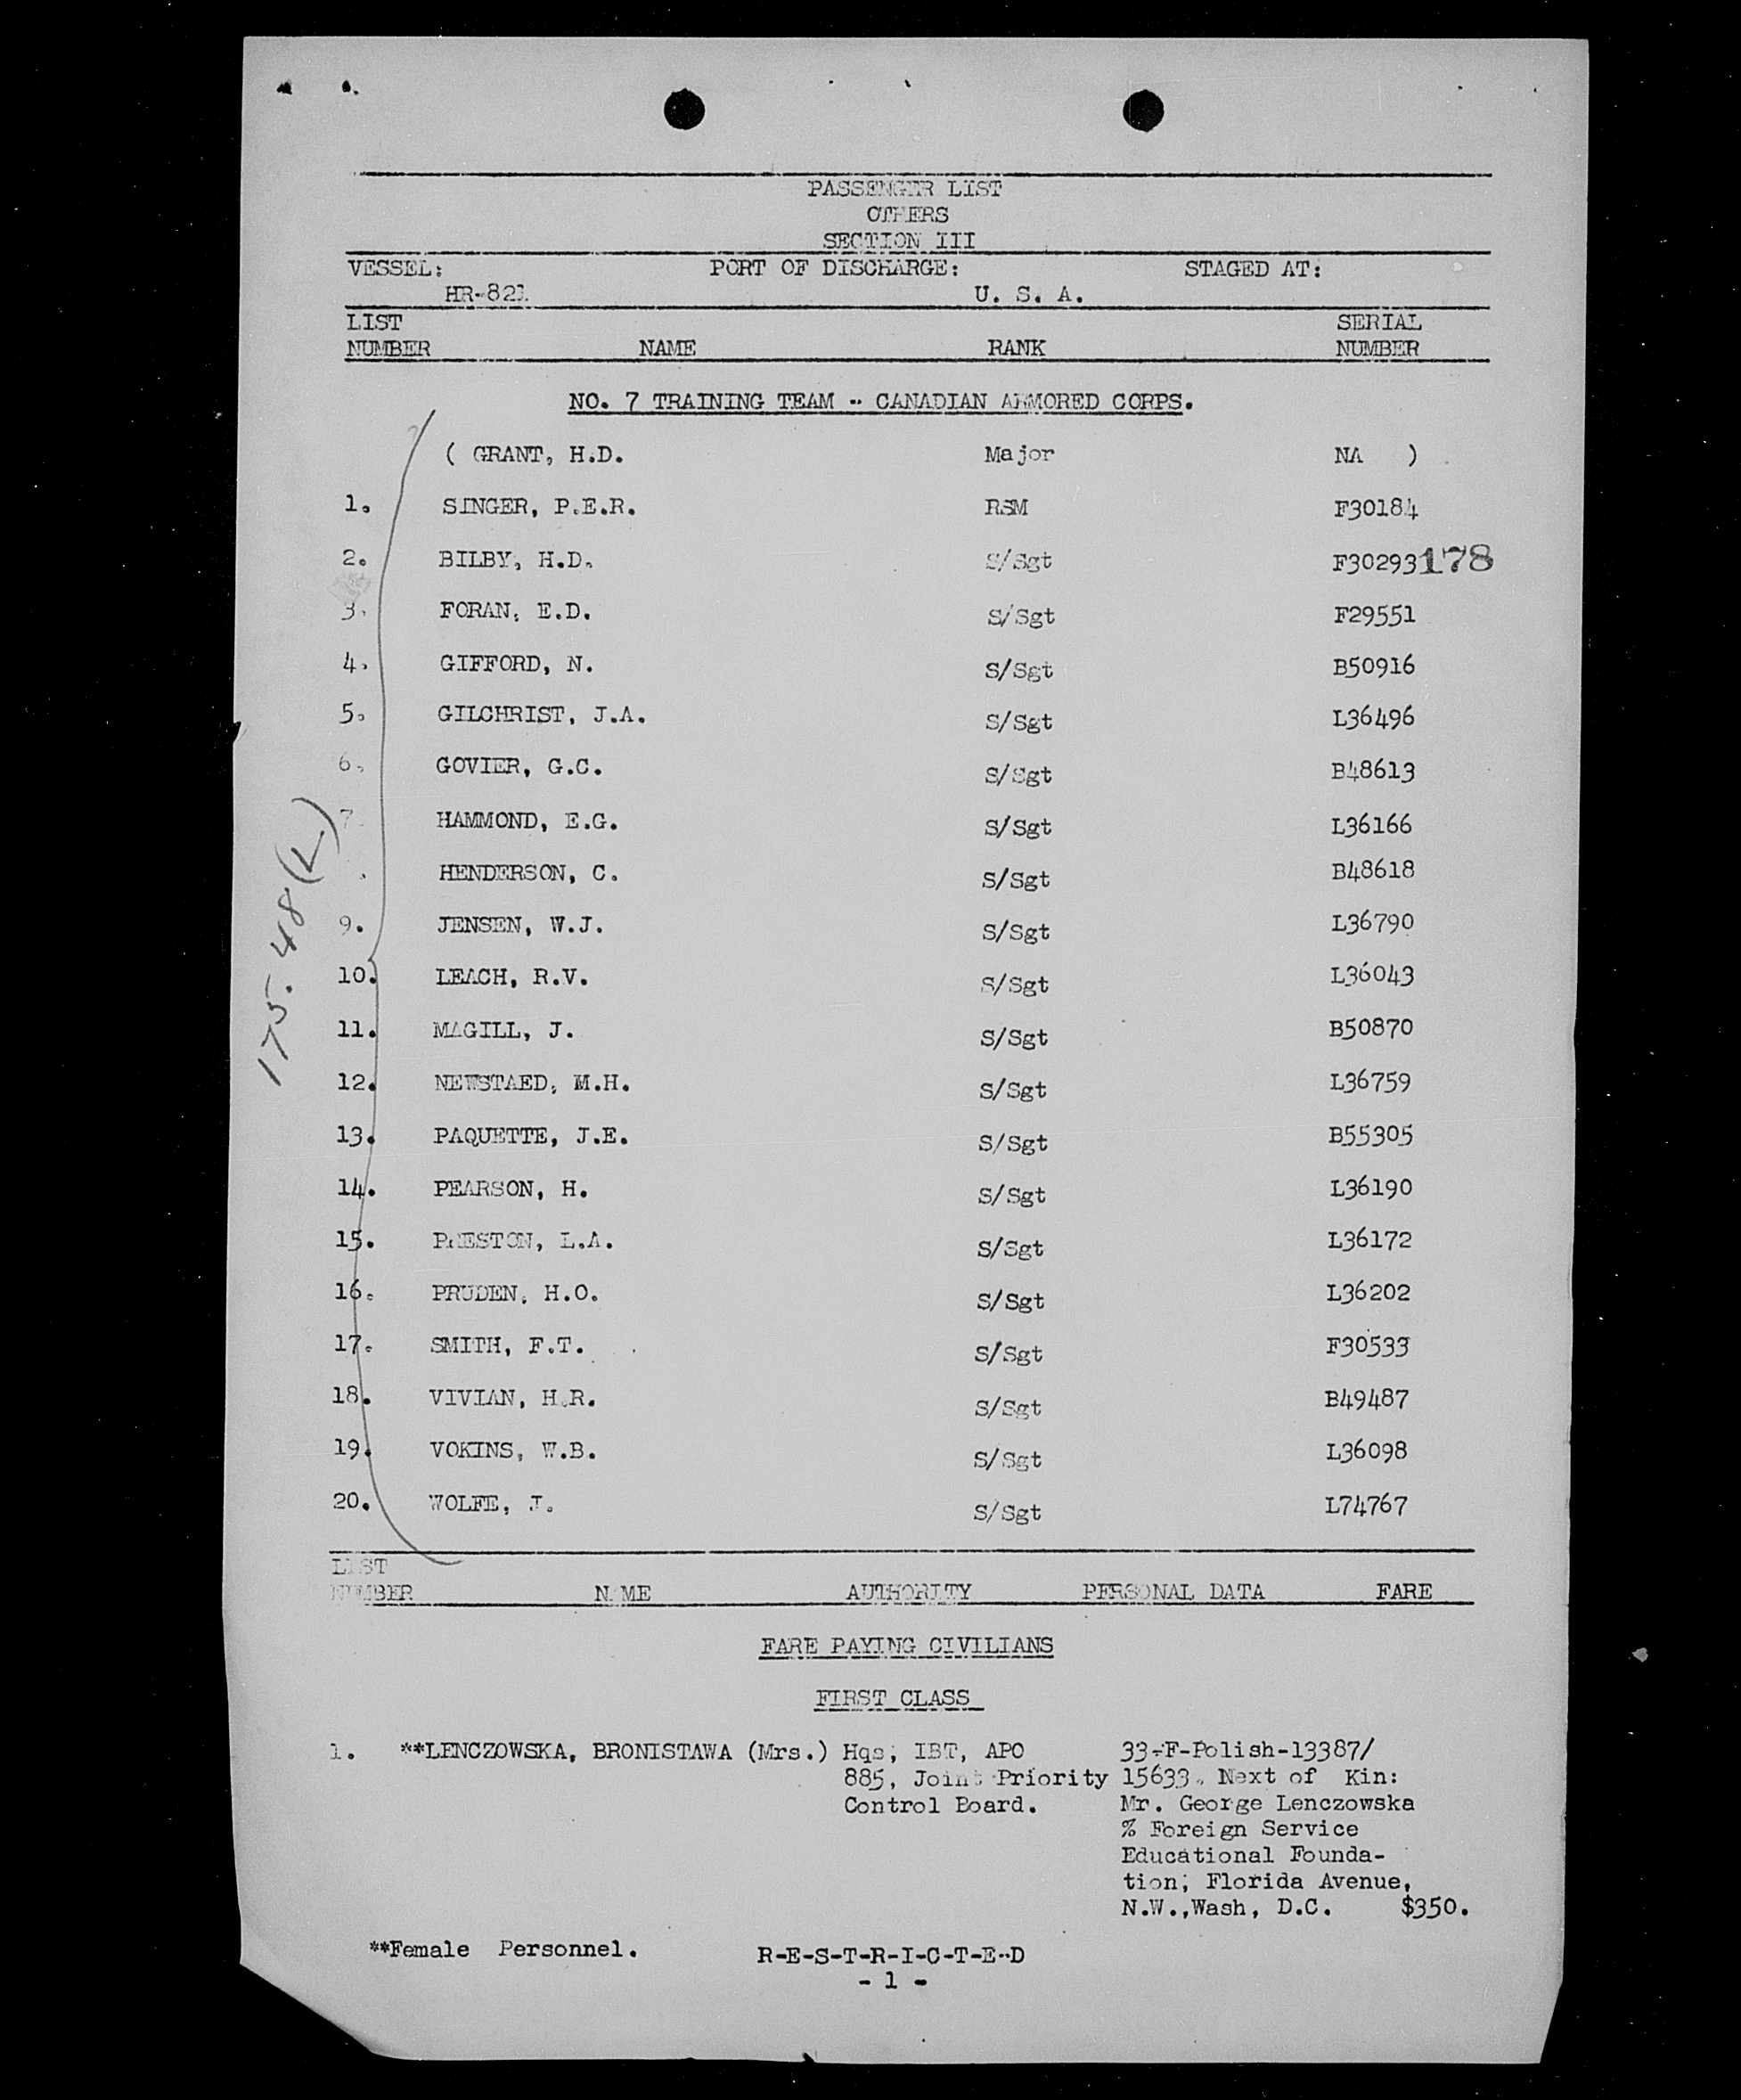 PASSENGER LIST
OTHERS
SECTION III
VESSEL: PORT OF DISCHARGE: STAGED AT:
HR-821 U. S. A.
LIST SERIAL
NUMBER NAME RANK NUMBER
NO. 7 TRAINING TEAM - CANADIAN ARMORED CORPS.
( GRANT, H.D. Major NA )
1. SINGER, P.E.R. RSM F30184
2. BILBY, H.D. S/Sgt F30293 178
3. FORAN, E.D. S/Sgt F29551
4. GIFFORD, N. S/Sgt B50916
5. GILCHRIST, J.A. S/Sgt L36496
6. GOVIER, G.C. S/Sgt B48613
7. HAMMOND, E.G. S/Sgt L36166
. HENDERSON, C. S/Sgt B48618
9. JENSEN, W.J. S/Sgt L36790
10. LEACH, R.V. S/Sgt L36043
11. MAGILL, J. S/Sgt B50870
12. NEWSTAED, M.H. S/Sgt L36759
13. PAQUETTE, J.E. S/Sgt B55305
14. PEARSON, H. S/Sgt L36190
15. PRESTON, L.A. S/Sgt L36172
16. PRUDEN, H.O. S/Sgt L36202
17. SMITH, F.T. S/Sgt F30533
18. VIVIAN, H.R. S/Sgt B49487
19. VOKINS, W.B. S/Sgt L36098
20. WOLFE, J. S/Sgt L74767
175.48(L)
LIST
NUMBER NAME AUTHORITY PERSONAL DATA FARE
FARE PAYING CIVILIANS
FIRST CLASS
1. **LENCZOWSKA, BRONISTAWA (Mrs.) Hqs, IBT, APO 33-F-Polish-13387/
885, Joint Priority 15633. Next of Kin:
Control Board. Mr. George Lenczowska
% Foreign Service
Educational Founda-
tion, Florida Avenue,
N.W.,Wash, D.C. $350.
**Female Personnel. R-E-S-T-R-I-C-T-E-D
- 1 -